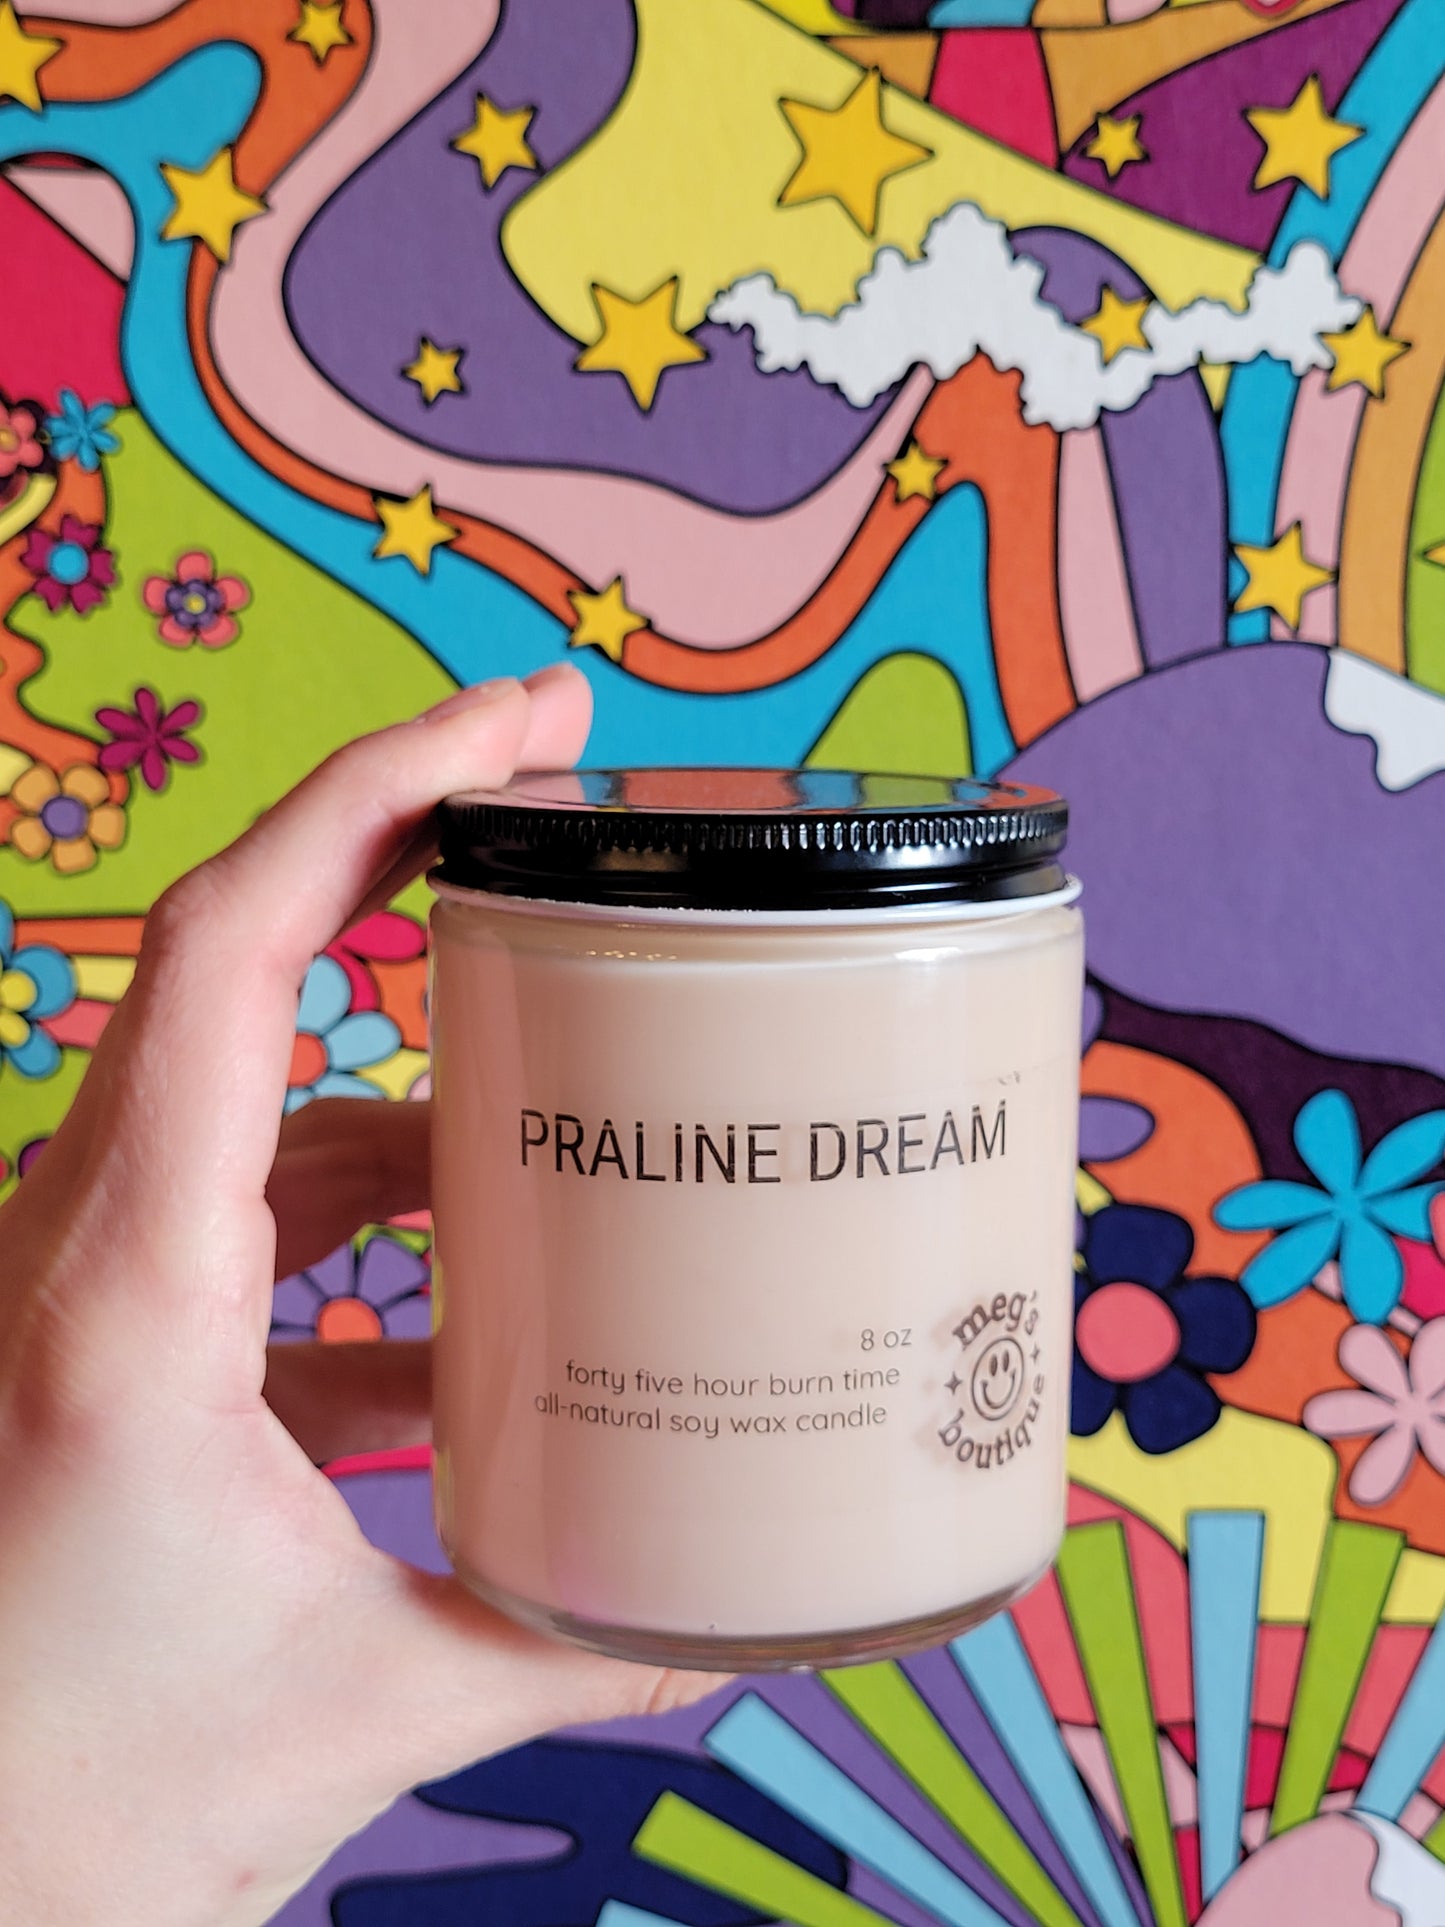 PRALINE DREAM
8 oz
forty five hour burn time
all-natural soy wax candle
meg's
boutique